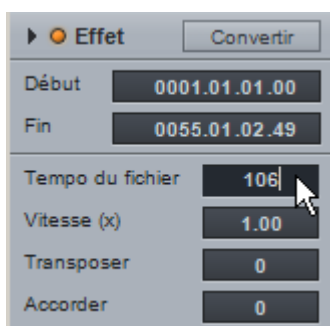 Effet Convertir
Début 0001.01.01.00
Fin 0055.01.02.49
Tempo du fichier 106
Vitesse (x) 1.00
Transposer 0
Accorder 0